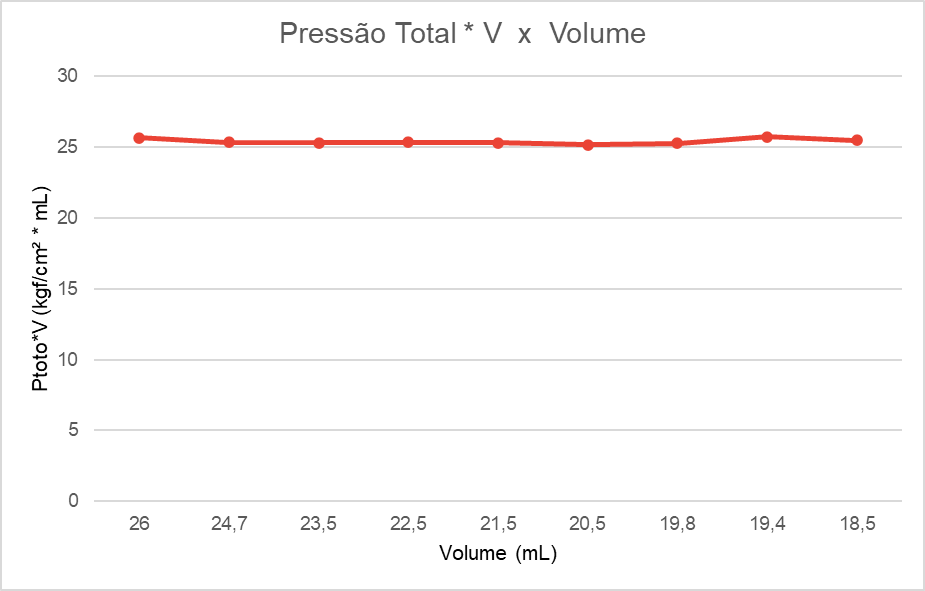 Pressão Total * V x Volume
30
25
20
15
10
5
0
Ptoto*V (kgf/cm² * mL)
26 24,7 23,5 22,5 21,5 20,5 19,8 19,4 18,5
Volume (mL)